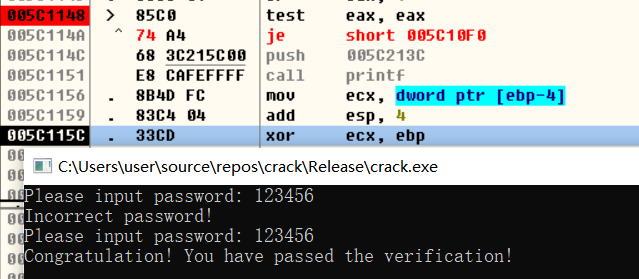 005C1148 > 85C0 test eax, eax
005C114A ^ 74 A4 je short 005C10F0
005C114C 68 3C215C00 push 005C213C
005C1151 E8 CAFEFFFF call printf
005C1156 . 8B4D FC mov ecx, dword ptr [ebp-4]
005C1159 . 83C4 04 add esp, 4
005C115C . 33CD xor ecx, ebp
C:\Users\user\source\repos\crack\Release\crack.exe
Please input password: 123456
Incorrect password!
Please input password: 123456
Congratulation! You have passed the verification!